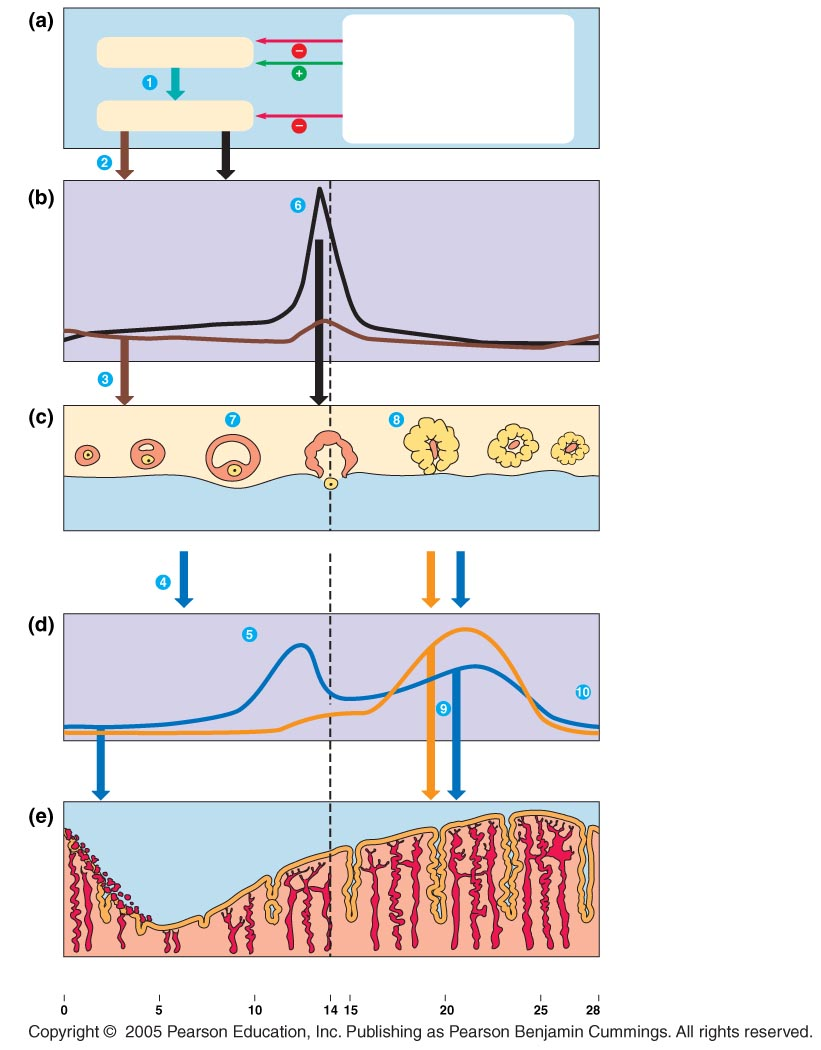 (a)
−
+
1
−
2
(b)
6
3
(c)
7
8
4
(d)
5
10
9
(e)
0 5 10 14 15 20 25 28
Copyright © 2005 Pearson Education, Inc. Publishing as Pearson Benjamin Cummings. All rights reserved.